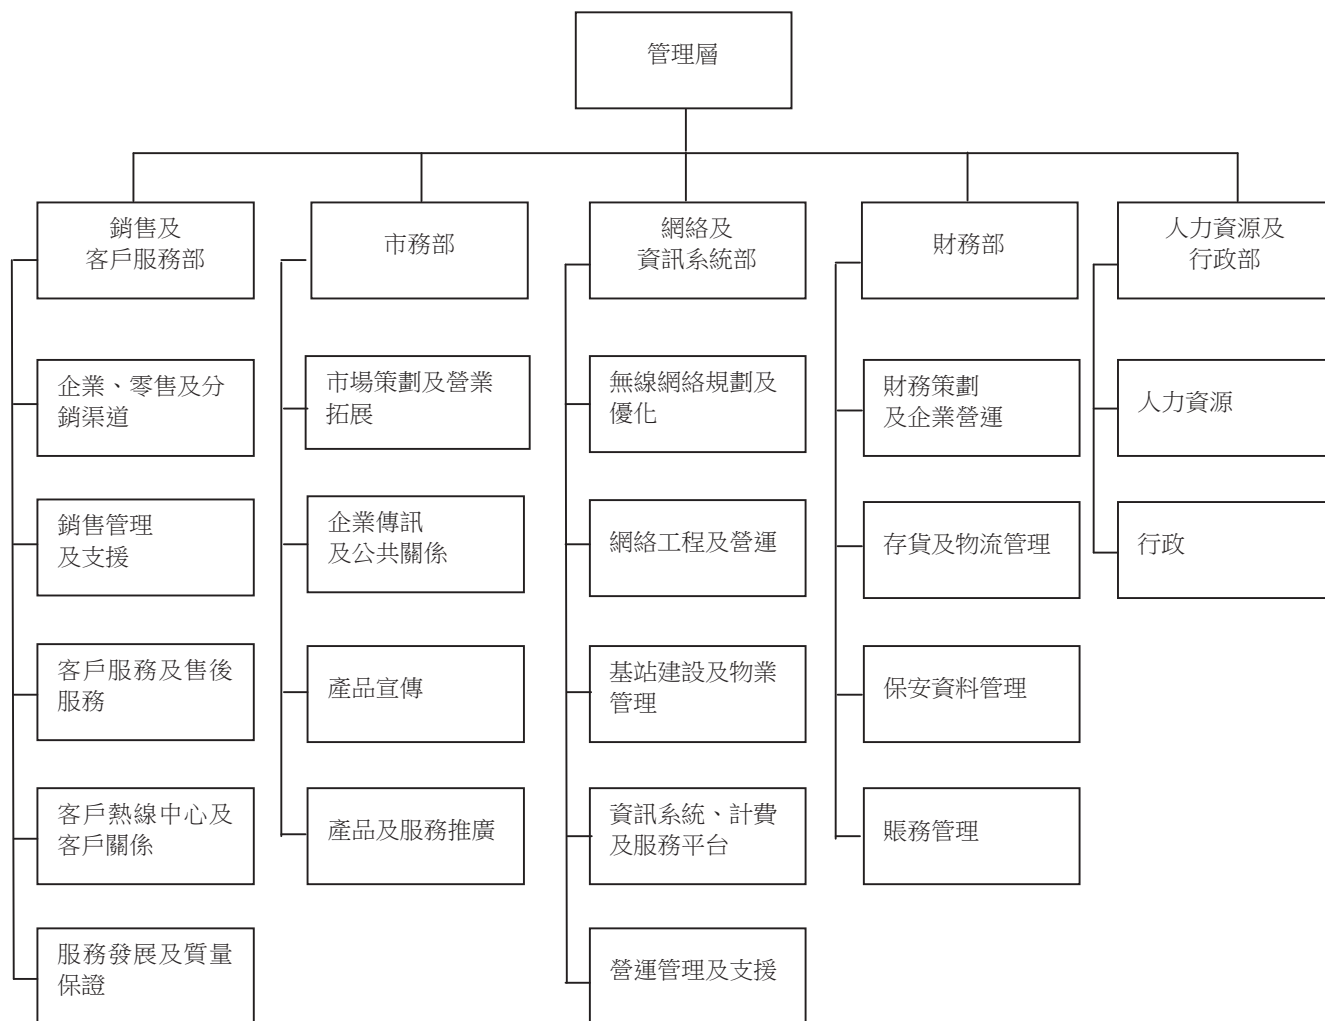 管理層
銷售及
客戶服務部
市務部
網絡及
資訊系統部
財務部
人力資源及
行政部
企業、零售及分
銷渠道
市場策劃及營業
拓展
無線網絡規劃及
優化
財務策劃
及企業營運
人力資源
銷售管理
及支援
企業傳訊
及公共關係
網絡工程及營運
存貨及物流管理
行政
客戶服務及售後
服務
產品宣傳
基站建設及物業
管理
保安資料管理
客戶熱線中心及
客戶關係
產品及服務推廣
資訊系統、計費
及服務平台
賬務管理
服務發展及質量
保證
營運管理及支援